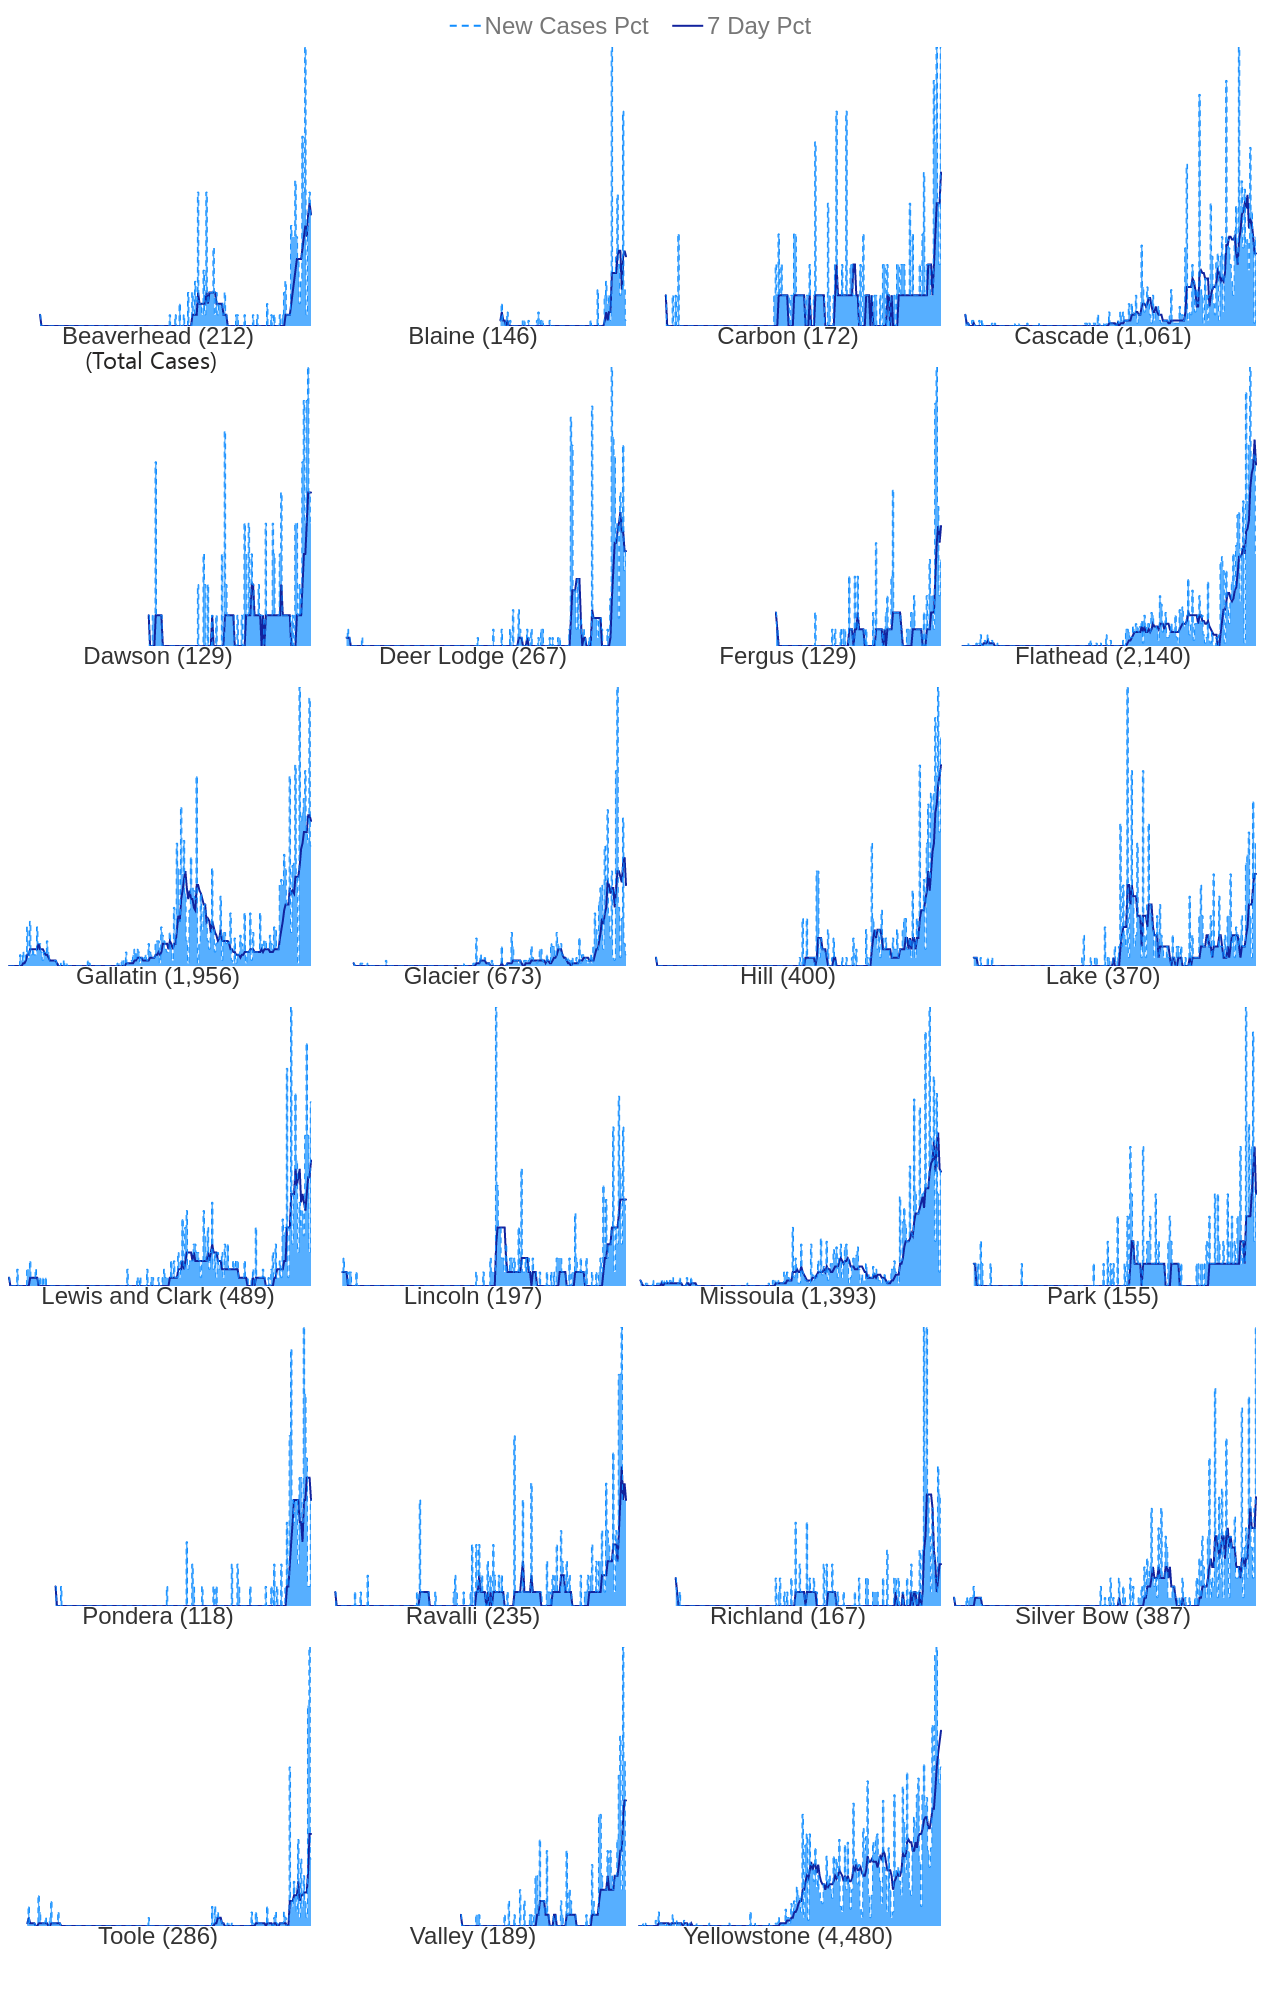 New Cases Pct 7 Day Pct
Beaverhead (212) Blaine (146) Carbon (172) Cascade (1,061)
(Total Cases)
Dawson (129) Deer Lodge (267) Fergus (129) Flathead (2,140)
Gallatin (1,956) Glacier (673) Hill (400) Lake (370)
Lewis and Clark (489) Lincoln (197) Missoula (1,393) Park (155)
Pondera (118) Ravalli (235) Richland (167) Silver Bow (387)
Toole (286) Valley (189) Yellowstone (4,480)